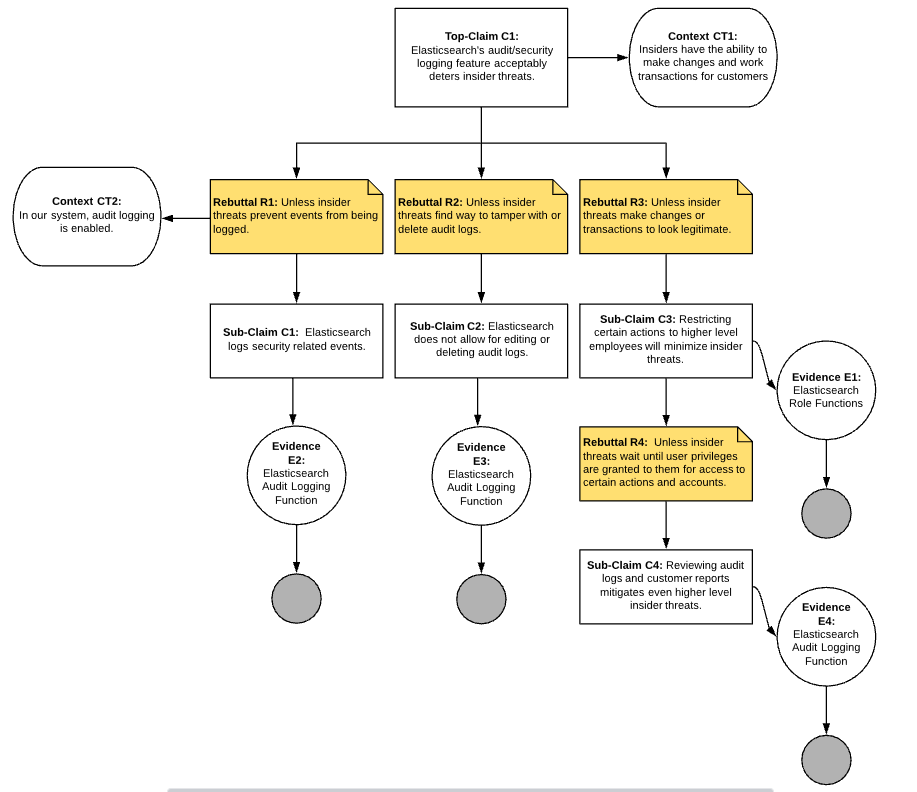 Top-Claim C1:
Elasticsearch's audit/security
logging feature acceptably
deters insider threats.
Context CT1:
Insiders have the ability to
make changes and work
transactions for customers
Context CT2:
In our system, audit logging
is enabled.
Rebuttal R1: Unless insider
threats prevent events from being
logged.
Rebuttal R2: Unless insider
threats find way to tamper with or
delete audit logs.
Rebuttal R3: Unless insider
threats make changes or
transactions to look legitimate.
Sub-Claim C1: Elasticsearch
logs security related events.
Sub-Claim C2: Elasticsearch
does not allow for editing or
deleting audit logs.
Sub-Claim C3: Restricting
certain actions to higher level
employees will minimize insider
threats.
Evidence E1:
Elasticsearch
Role Functions
Evidence
E2:
Elasticsearch
Audit Logging
Function
Evidence
E3:
Elasticsearch
Audit Logging
Function
Rebuttal R4: Unless insider
threats wait until user privileges
are granted to them for access to
certain actions and accounts.
Sub-Claim C4: Reviewing audit
logs and customer reports
mitigates even higher level
insider threats.
Evidence
E4:
Elasticsearch
Audit Logging
Function